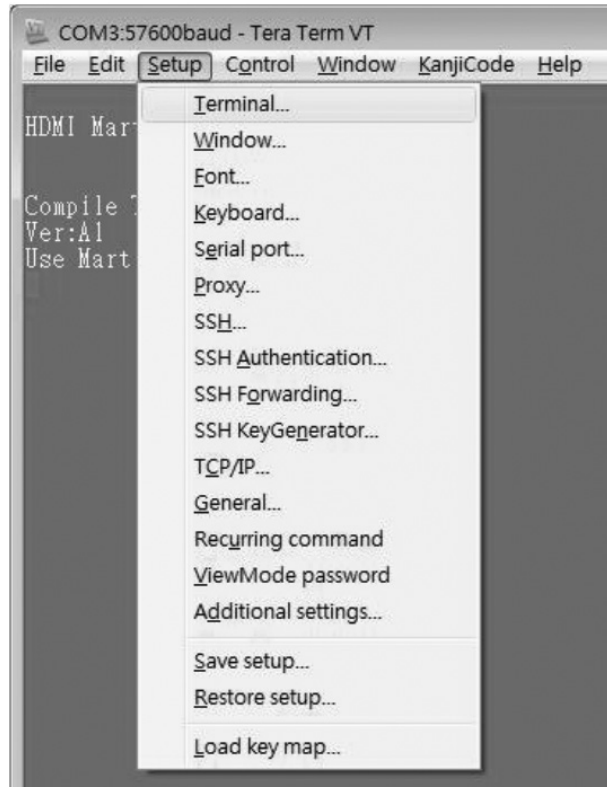 COM3:57600baud - Tera Term VT
File Edit Setup Control Window KanjiCode Help
Terminal...
HDMI Mar
Window...
Font...
Compile
Keyboard...
Ver:A1
Serial port...
Use Mart
Proxy...
SSH...
SSH Authentication...
SSH Forwarding...
SSH KeyGenerator...
TCP/IP...
General...
Recurring command
ViewMode password
Additional settings...
Save setup...
Restore setup...
Load key map...